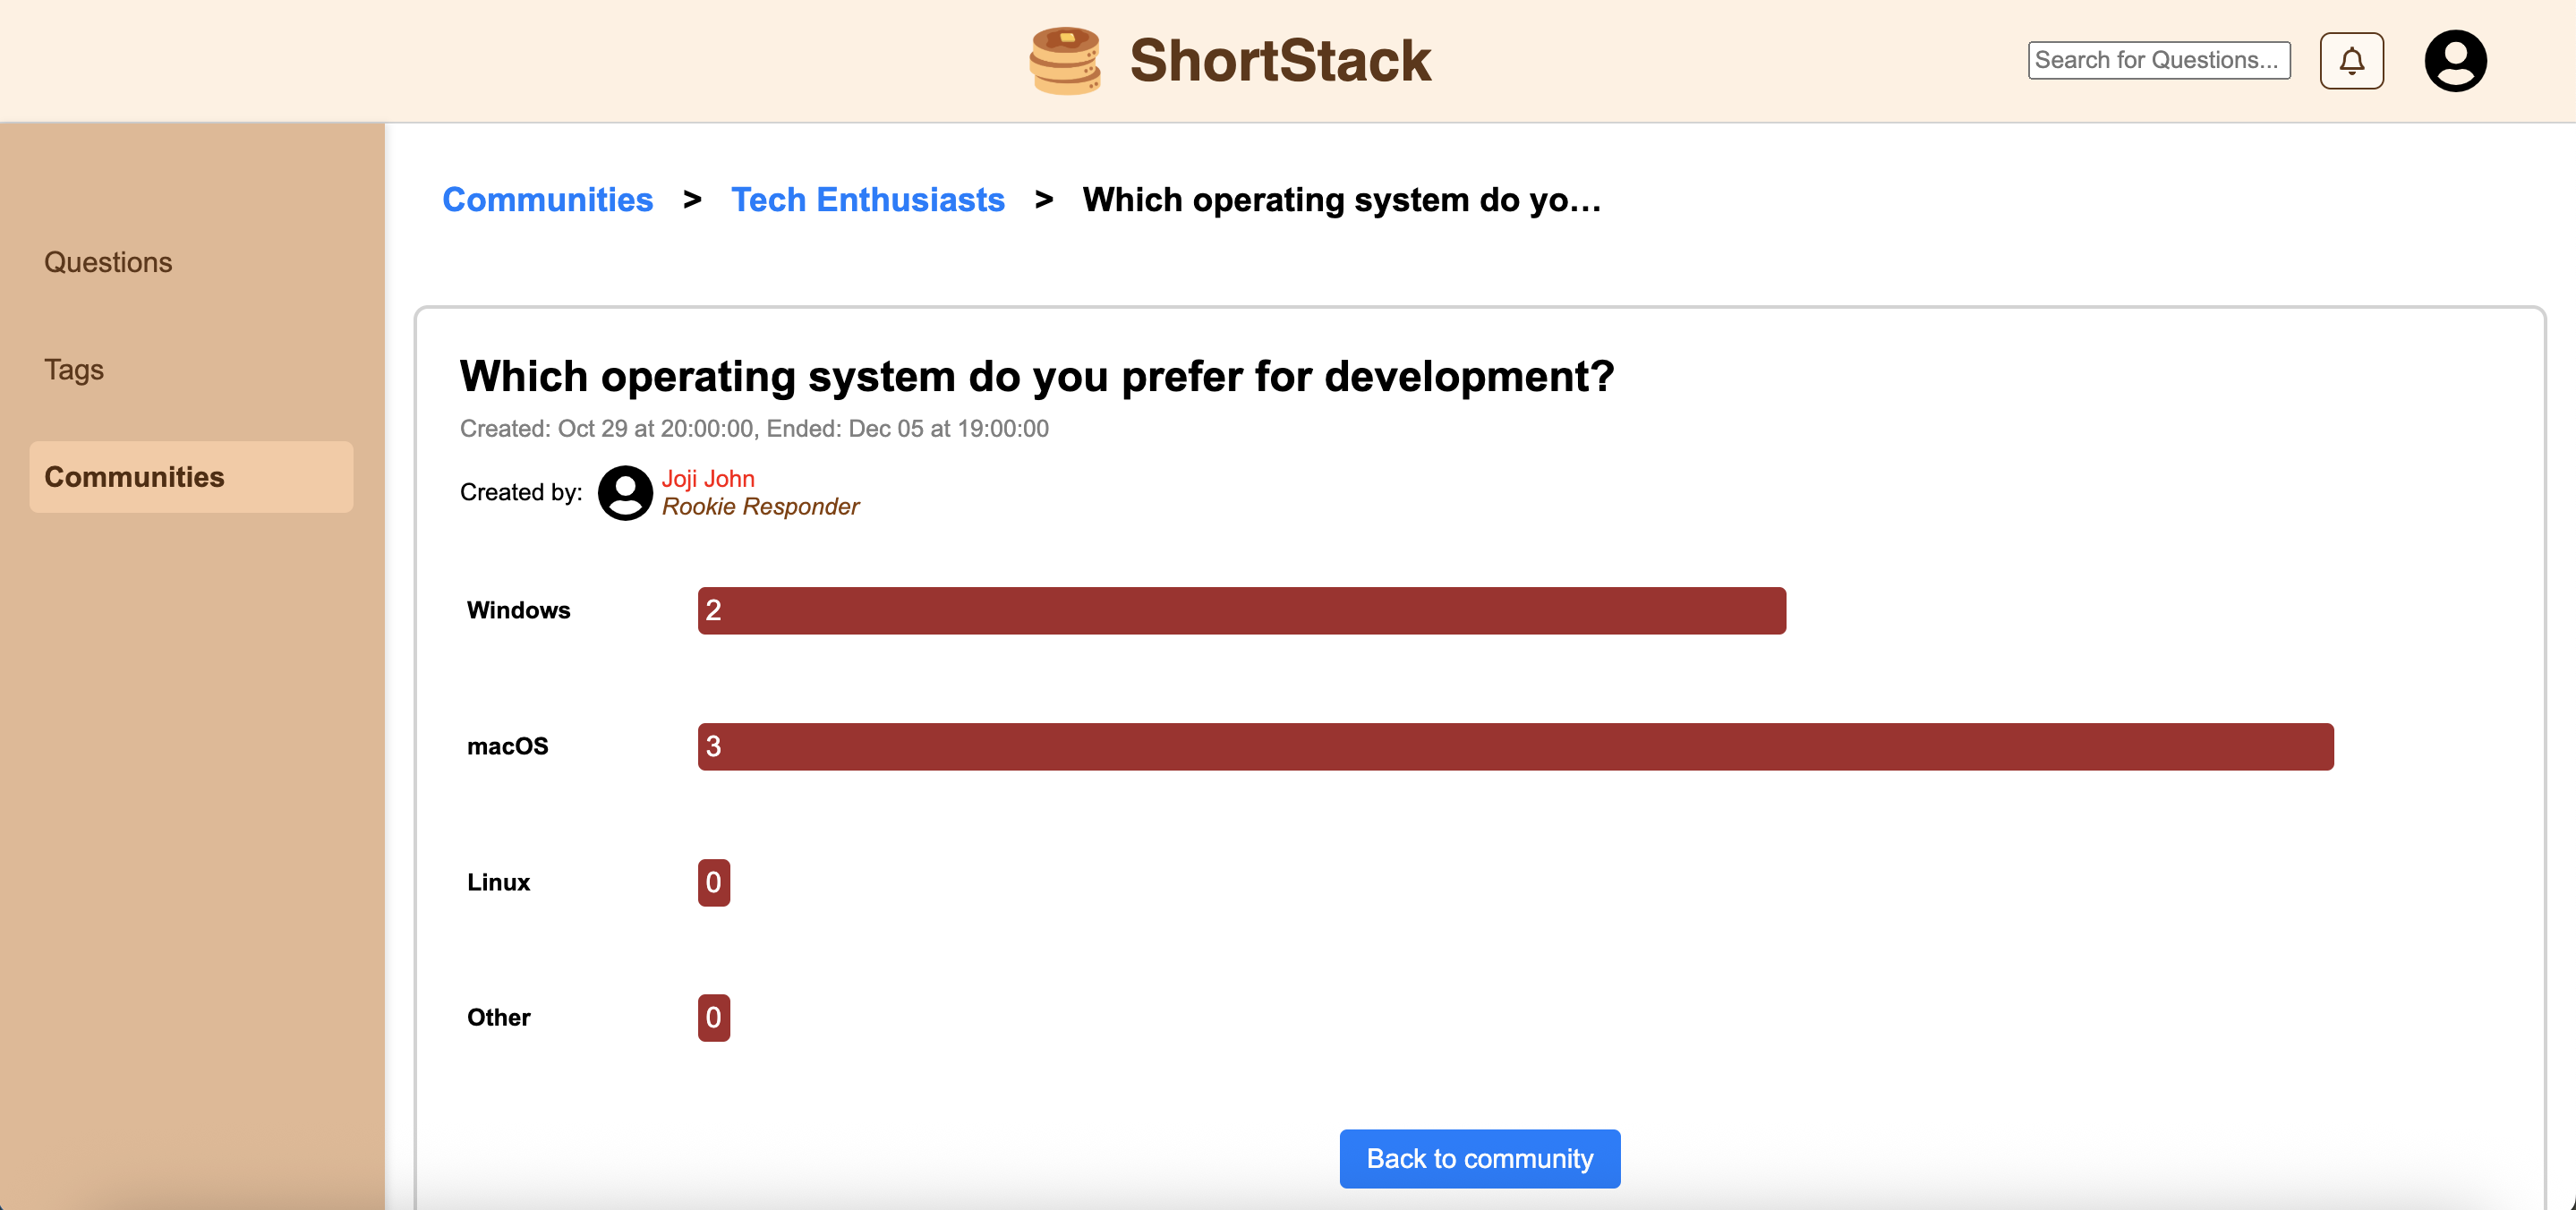 ShortStack
Search for Questions...
Questions
Tags
Communities
Communities > Tech Enthusiasts > Which operating system do yo...
Which operating system do you prefer for development?
Created: Oct 29 at 20:00:00, Ended: Dec 05 at 19:00:00
Created by:
Joji John
Rookie Responder
Windows 2
macOS 3
Linux 0
Other 0
Back to community